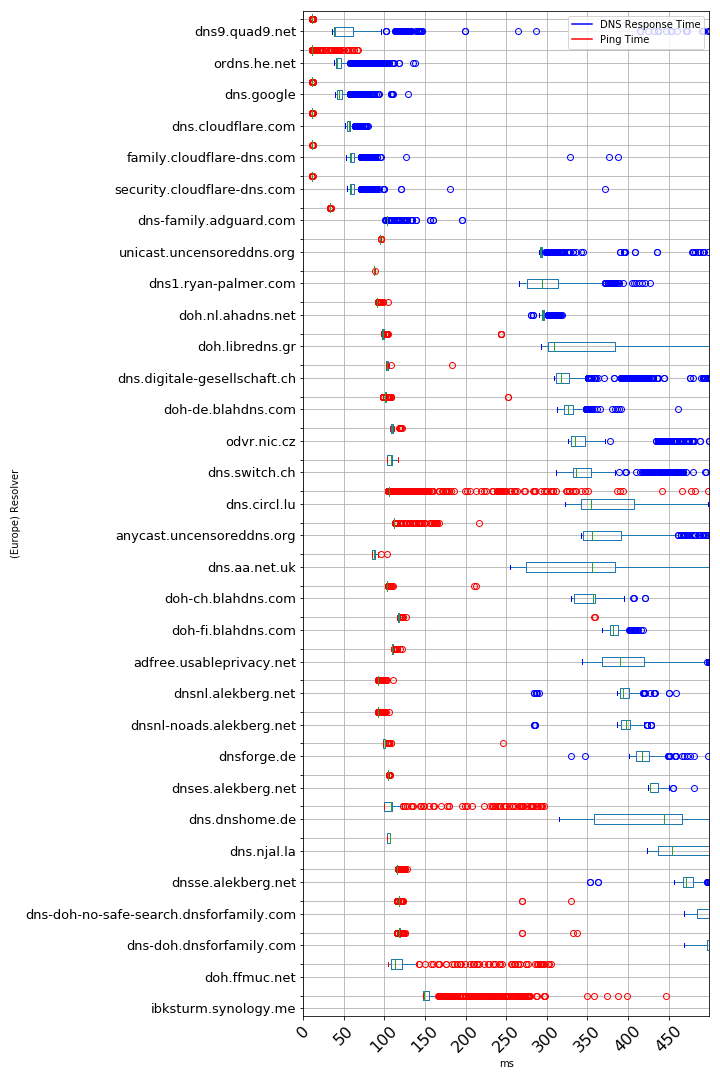 DNS Response Time
Ping Time
dns9.quad9.net
ordns.he.net
dns.google
dns.cloudflare.com
family.cloudflare-dns.com
security.cloudflare-dns.com
dns-family.adguard.com
unicast.uncensoreddns.org
dns1.ryan-palmer.com
doh.nl.ahadns.net
doh.libredns.gr
dns.digitale-gesellschaft.ch
doh-de.blahdns.com
odvr.nic.cz
dns.switch.ch
dns.circl.lu
anycast.uncensoreddns.org
dns.aa.net.uk
doh-ch.blahdns.com
doh-fi.blahdns.com
adfree.usableprivacy.net
dnsnl.alekberg.net
dnsnl-noads.alekberg.net
dnsforge.de
dnses.alekberg.net
dns.dnshome.de
dns.njal.la
dnsse.alekberg.net
dns-doh-no-safe-search.dnsforfamily.com
dns-doh.dnsforfamily.com
doh.ffmuc.net
ibksturm.synology.me
(Europe) Resolver
0 50 100 150 200 250 300 350 400 450
ms